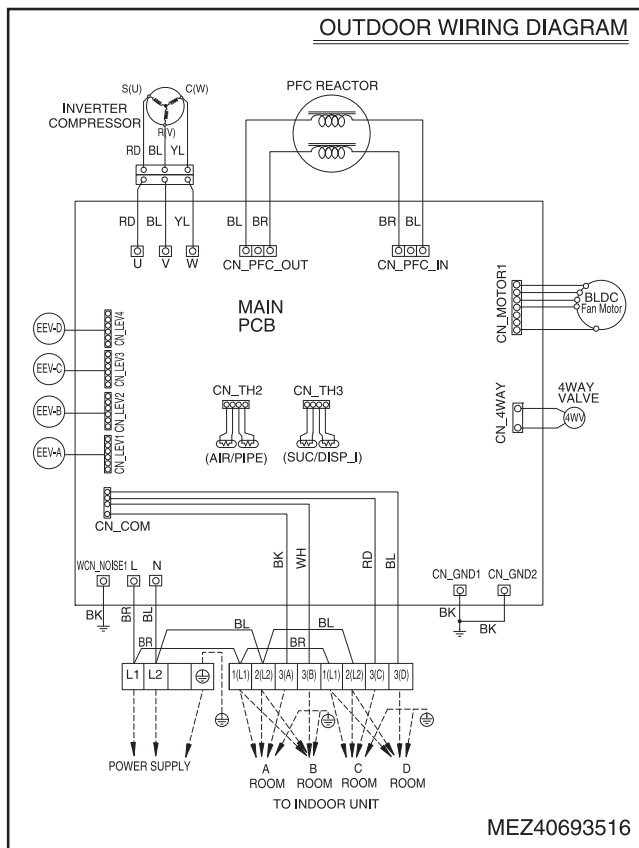 OUTDOOR WIRING DIAGRAM
S(U)
C(W)
R(V)
INVERTER
COMPRESSOR
PFC REACTOR
RD BL YL
RD BL YL
BL BR
BR BL
U V W
CN_PFC_OUT
CN_PFC_IN
MAIN
PCB
CN_MOTOR1
BLDC
Fan Motor
EEV-D
CN_LEV4
EEV-C
CN_LEV3
EEV-B
CN_LEV2
EEV-A
CN_LEV1
CN_TH2
(AIR/PIPE)
CN_TH3
(SUC/DISP_I)
CN_4WAY
4WAY
VALVE
4WV
CN_COM
BK
WH
RD
BL
WCN_NOISE1 L N
CN_GND1
CN_GND2
BK
BR
BL
BK
BK
BL
BL
BR
BR
L1 L2
1(L1) 2(L2) 3(A) 3(B) 1(L1) 2(L2) 3(C) 3(D)
POWER SUPPLY
A
ROOM
B
ROOM
C
ROOM
D
ROOM
TO INDOOR UNIT
MEZ40693516